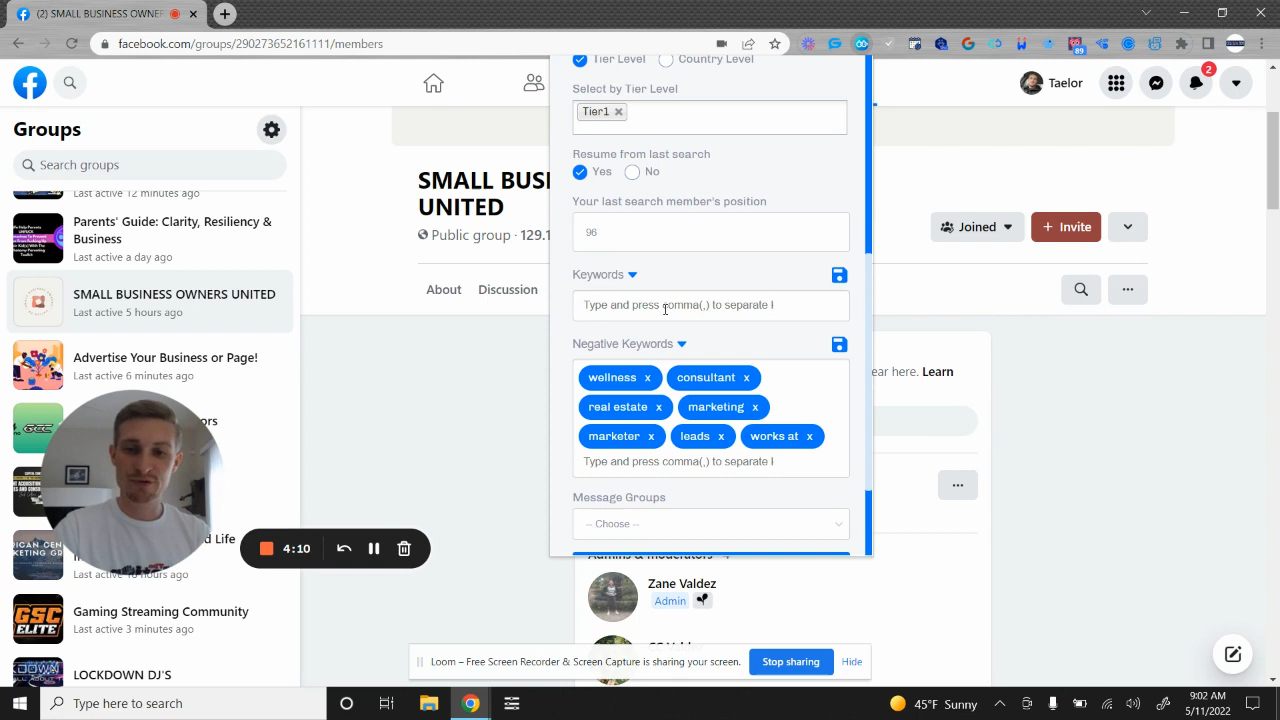 (2) SMALL BUSINESS OWNER
facebook.com/groups/290273652161111/members
89
Taelor
2
Groups
Search groups
Last active 12 minutes ago
Parents' Guide: Clarity, Resiliency &
Business
Last active a day ago
SMALL BUSINESS OWNERS UNITED
Last active 5 hours ago
Advertise Your Business or Page!
Last active 6 minutes ago
Gaming Streaming Community
Last active 3 minutes ago
LOCKDOWN DJ'S
4:10
SMALL BUSI
UNITED
Public group · 129.1
Joined
+ Invite
About
Discussion
Tier Level
Country Level
Select by Tier Level
Tier1 x
Resume from last search
Yes
No
Your last search member's position
96
Keywords
Type and press comma(,) to separate
Negative Keywords
wellness x
consultant x
real estate x
marketing x
marketer x
leads x
works at x
Type and press comma(,) to separate
Message Groups
-- Choose --
ear here. Learn
Admins & moderators
Zane Valdez
Admin
Loom – Free Screen Recorder & Screen Capture is sharing your screen.
Stop sharing
Hide
Type here to search
45°F Sunny
9:02 AM
5/11/2022